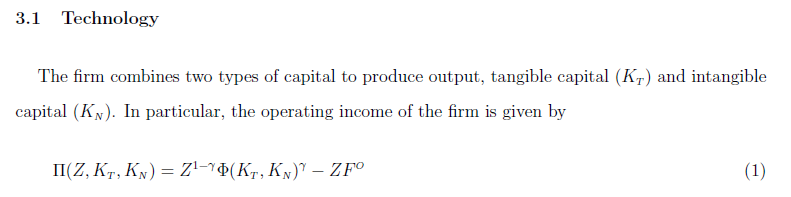 3.1 Technology
The firm combines two types of capital to produce output, tangible capital (K_T) and intangible
capital (K_N). In particular, the operating income of the firm is given by
Π(Z, K_T, K_N) = Z^{1−γ}Φ(K_T, K_N)^γ − ZF^O (1)